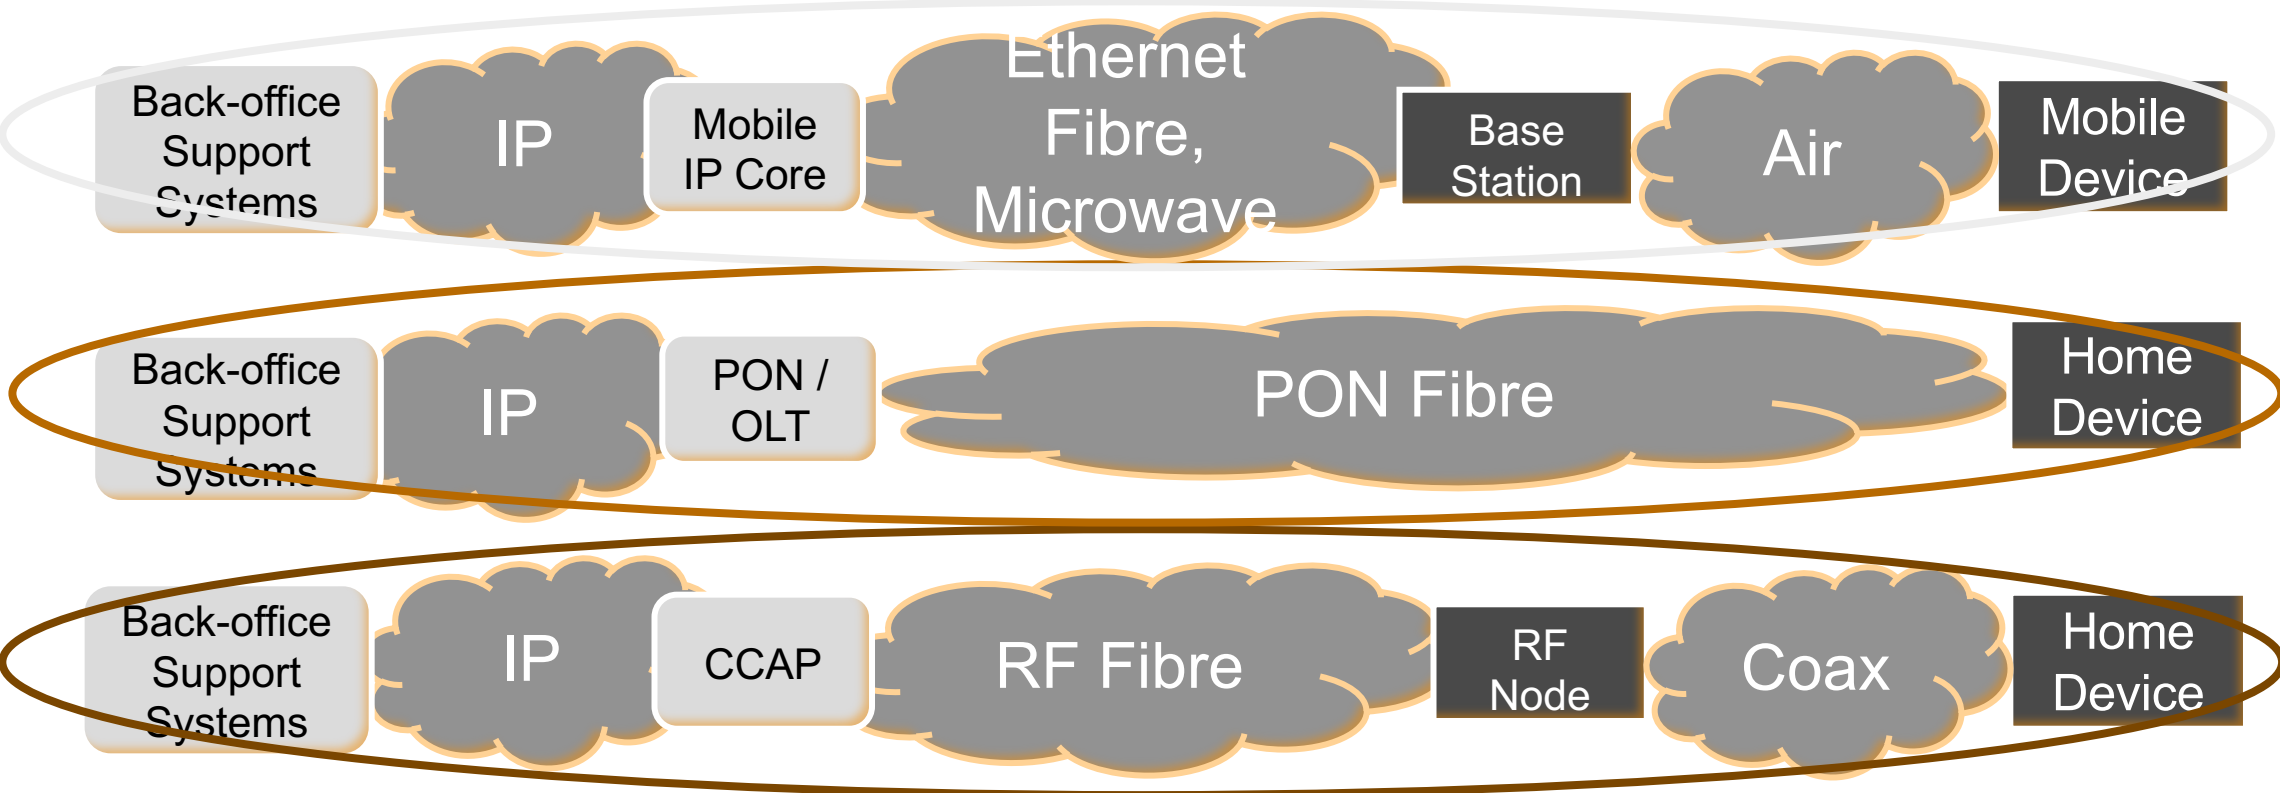 Back-office
Support
Systems
IP
Mobile
IP Core
Ethernet
Fibre,
Microwave
Base
Station
Air
Mobile
Device
Back-office
Support
Systems
IP
PON /
OLT
PON Fibre
Home
Device
Back-office
Support
Systems
IP
CCAP
RF Fibre
RF
Node
Coax
Home
Device